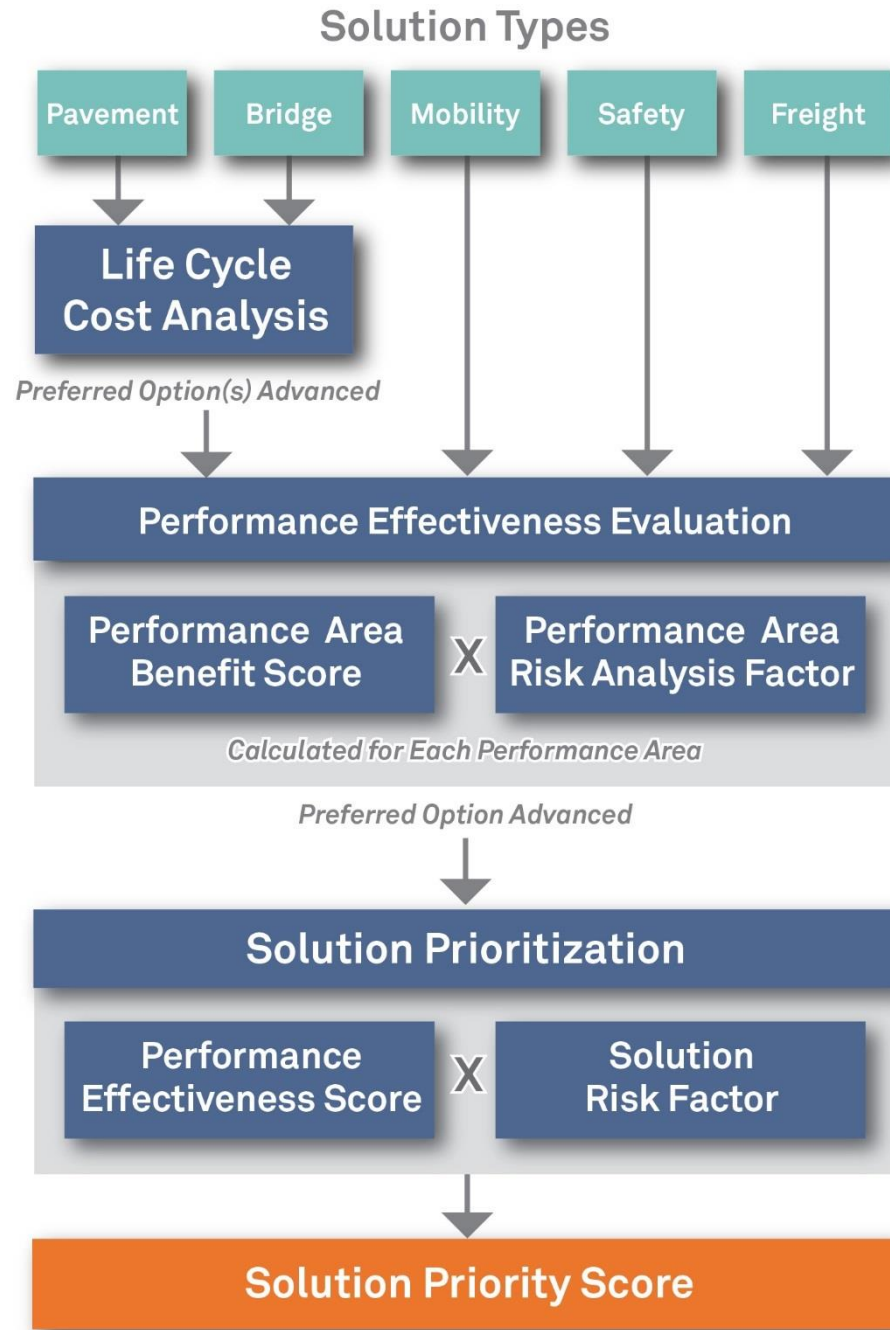 Solution Types
Pavement
Bridge
Mobility
Safety
Freight
Life Cycle
Cost Analysis
Preferred Option(s) Advanced
Performance Effectiveness Evaluation
Performance Area
Benefit Score
X
Performance Area
Risk Analysis Factor
Calculated for Each Performance Area
Preferred Option Advanced
Solution Prioritization
Performance
Effectiveness Score
X
Solution
Risk Factor
Solution Priority Score